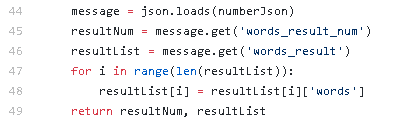 44 message = json.loads(numberJson)
45 resultNum = message.get('words_result_num')
46 resultList = message.get('words_result')
47 for i in range(len(resultList)):
48 resultList[i] = resultList[i]['words']
49 return resultNum, resultList